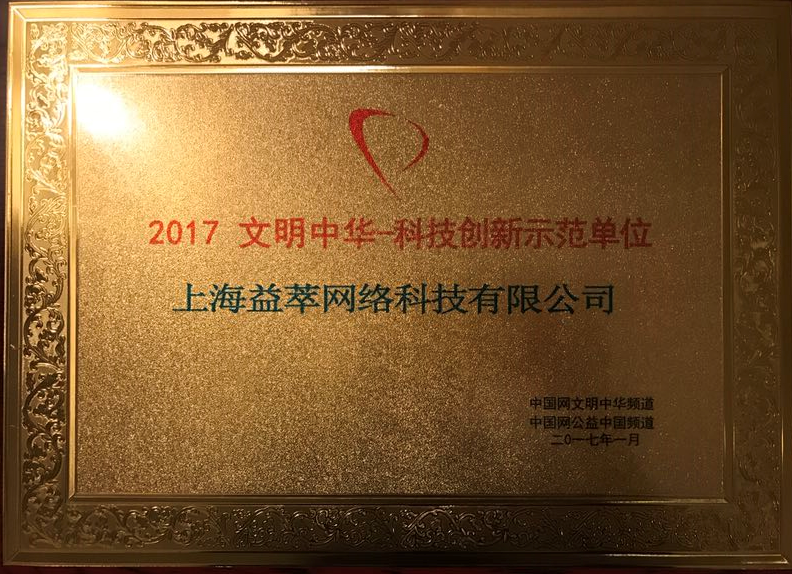 2017 文明中华-科技创新示范单位
上海益萃网络科技有限公司
中国网文明中华频道
中国网公益中国频道
二0一七年一月